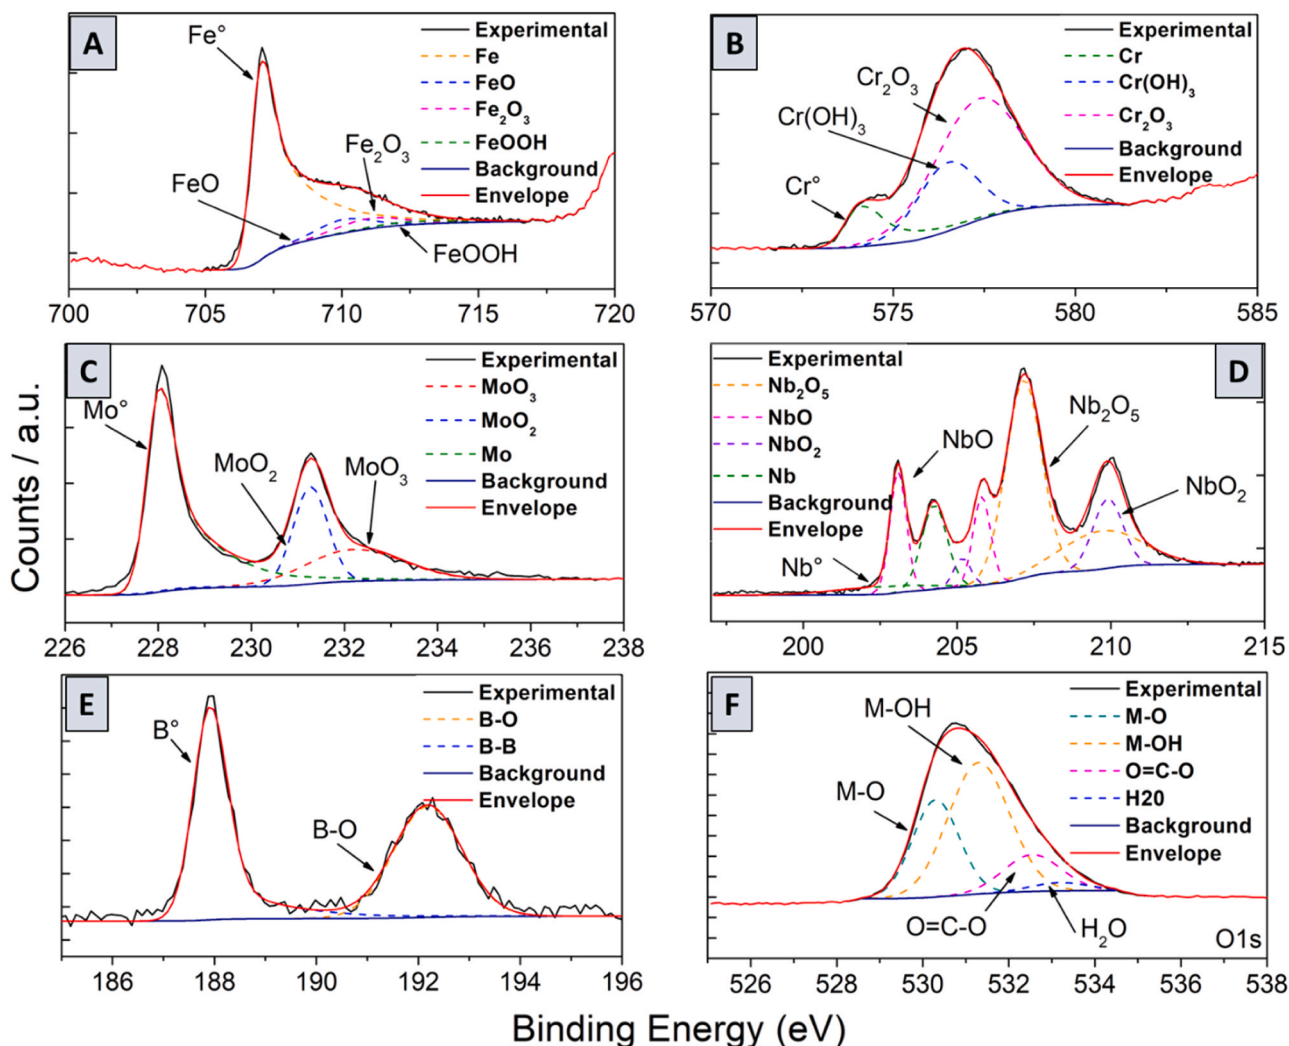 A
Fe°
Experimental
Fe
FeO
Fe₂O₃
FeOOH
Background
Envelope
Fe₂O₃
FeO
FeOOH
700 705 710 715 720
B
Cr₂O₃
Cr(OH)₃
Cr°
Experimental
Cr
Cr(OH)₃
Cr₂O₃
Background
Envelope
570 575 580 585
C
Mo°
MoO₂
MoO₃
Experimental
MoO₃
MoO₂
Mo
Background
Envelope
226 228 230 232 234 236 238
D
Experimental
Nb₂O₅
NbO
NbO₂
Nb
Background
Envelope
NbO
Nb₂O₅
NbO₂
Nb°
200 205 210 215
E
B°
B-O
Experimental
B-O
B-B
Background
Envelope
186 188 190 192 194 196
F
M-OH
M-O
O=C-O
H₂O
Experimental
M-O
M-OH
O=C-O
H20
Background
Envelope
O1s
526 528 530 532 534 536 538
Counts / a.u.
Binding Energy (eV)